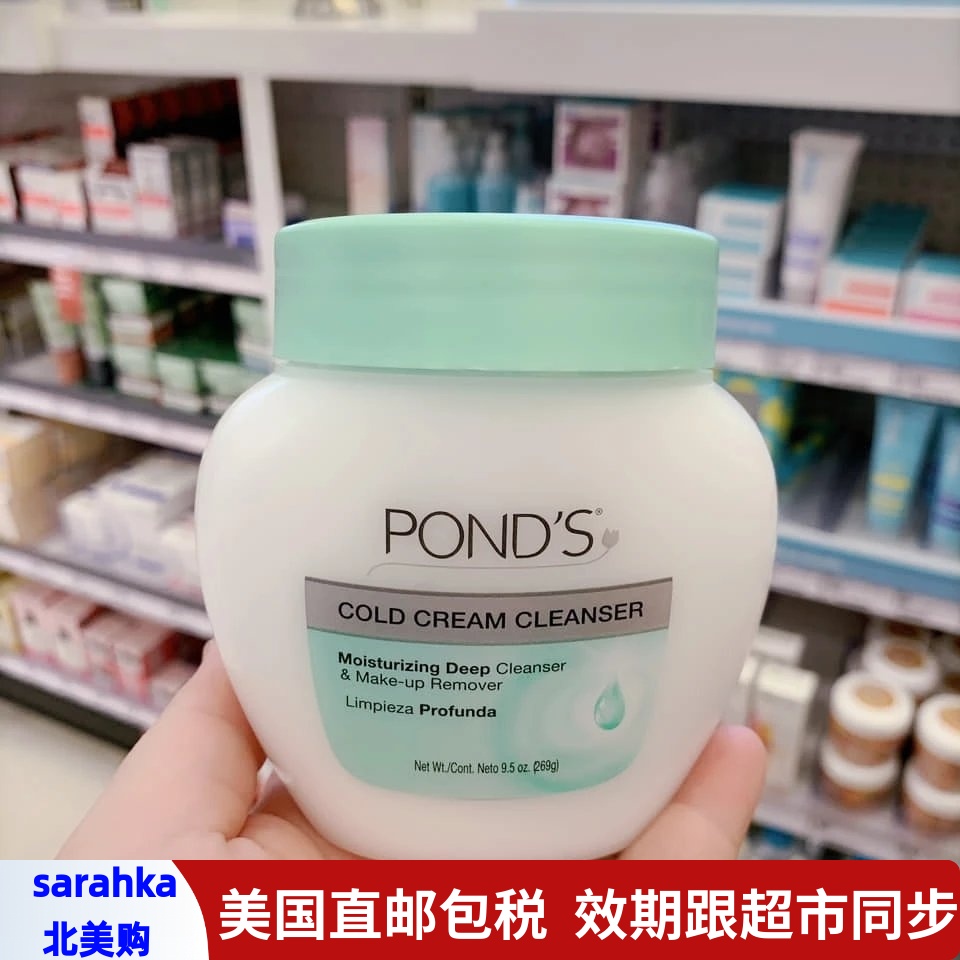 POND'S®
COLD CREAM CLEANSER
Moisturizing Deep Cleanser
& Make-up Remover
Limpieza Profunda
Net Wt./Cont. Neto 9.5 oz. (269g)
sarahka
北美购
美国直邮包税 效期跟超市同步